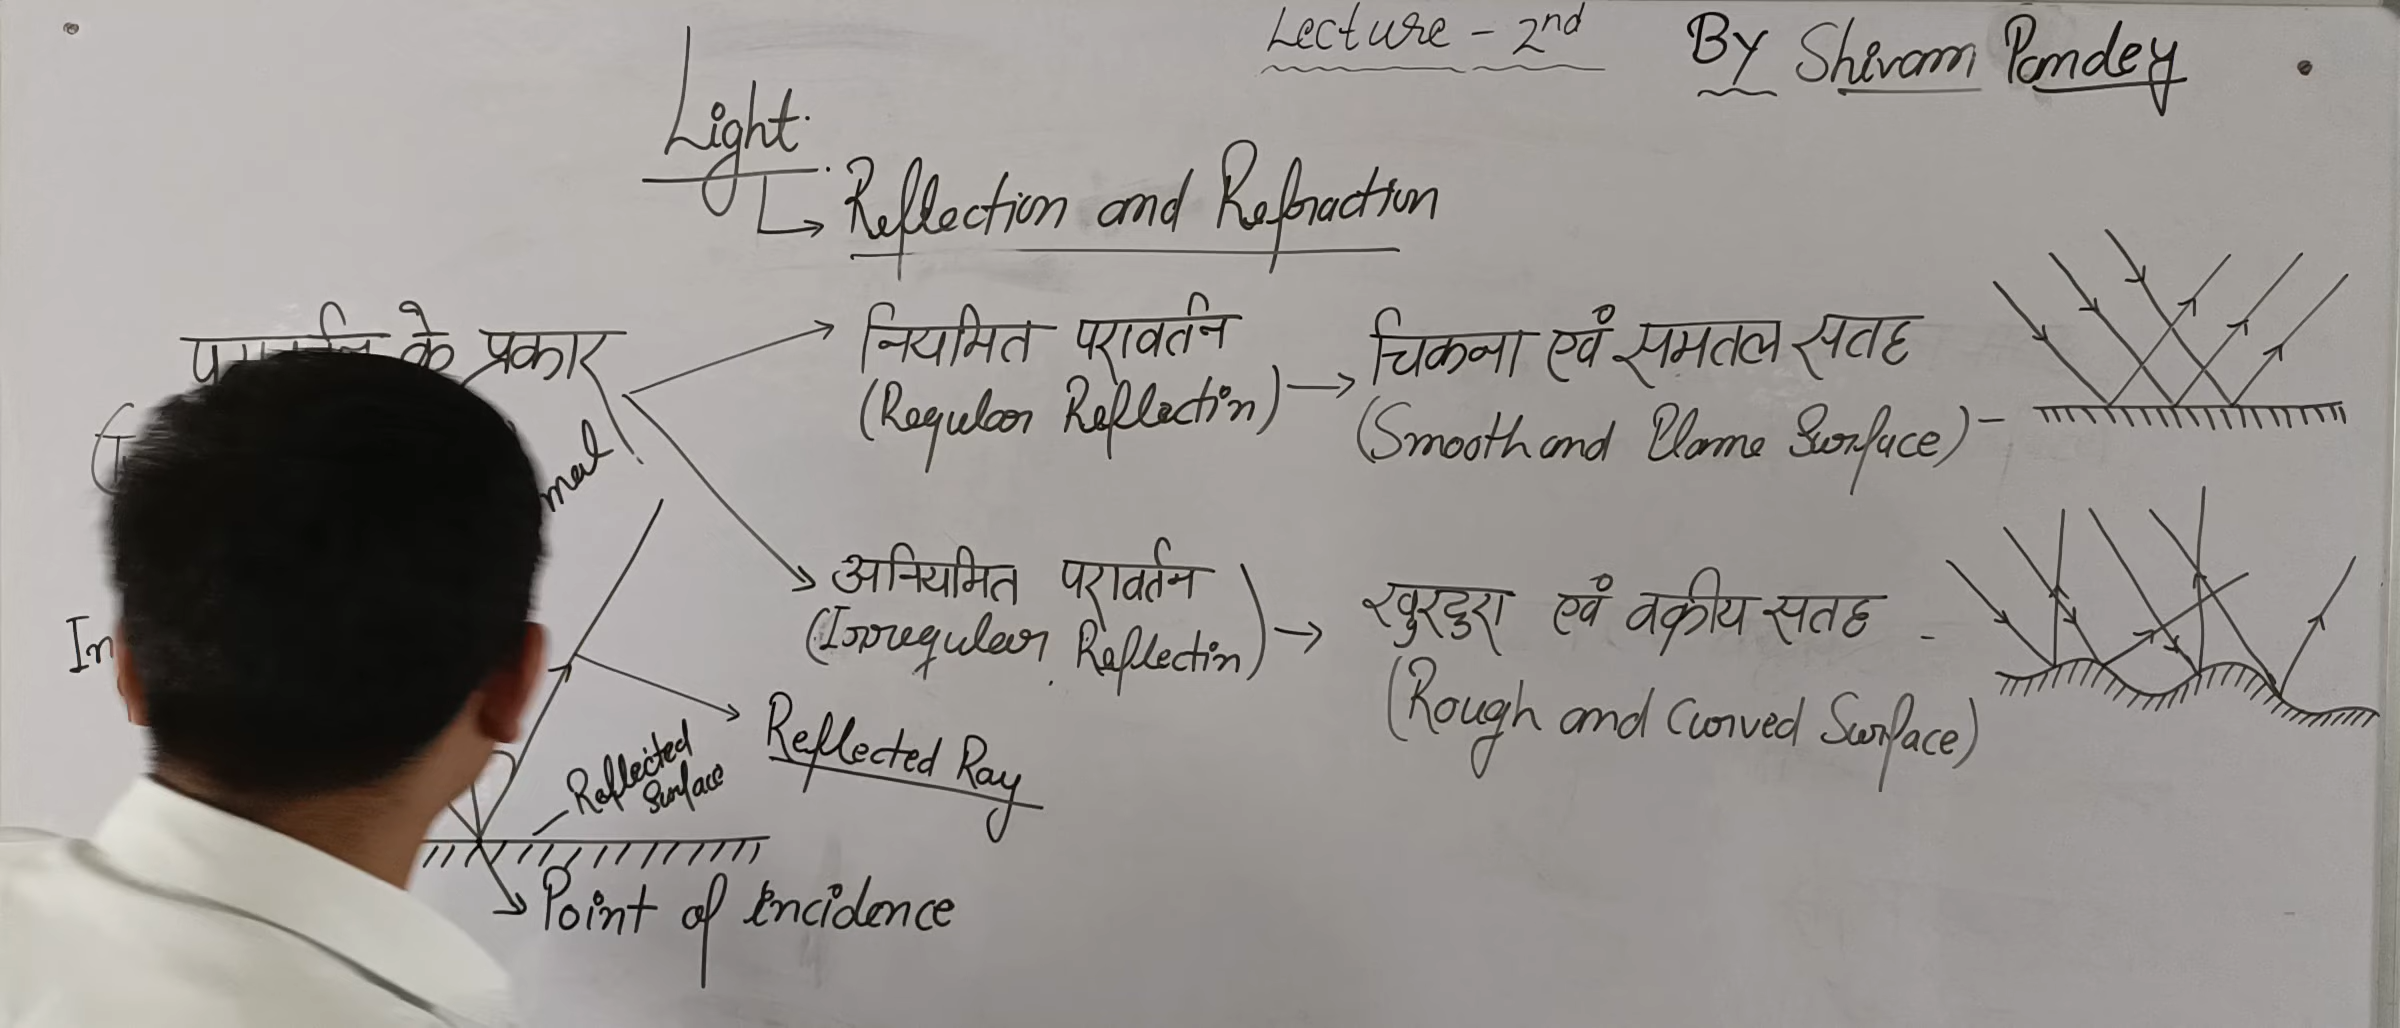 Lecture - 2nd
By Shivam Pandey
Light
Reflection and Refraction
के प्रकार
नियमित परावर्तन
(Regular Reflection)
चिकना एवं समतल सतह
(Smooth and Plane Surface) -
अनियमित परावर्तन
(Irregular Reflectin)
खुरदुरा एवं वक्रीय सतह -
(Rough and Curved Surface)
Reflected Ray
Reflected
Surface
Point of incidence